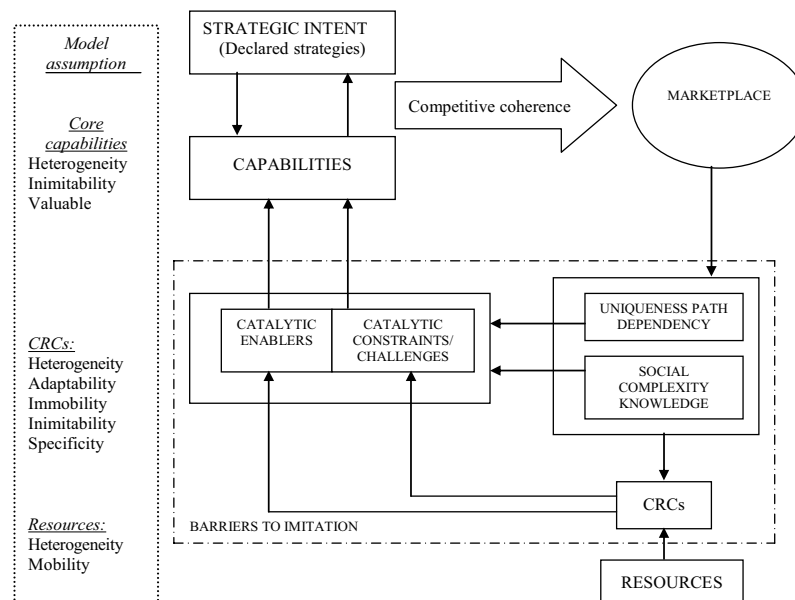 Model
assumption
Core
capabilities
Heterogeneity
Inimitability
Valuable
CRCs:
Heterogeneity
Adaptability
Immobility
Inimitability
Specificity
Resources:
Heterogeneity
Mobility
STRATEGIC INTENT
(Declared strategies)
Competitive coherence
MARKETPLACE
CAPABILITIES
CATALYTIC
ENABLERS
CATALYTIC
CONSTRAINTS/
CHALLENGES
UNIQUENESS PATH
DEPENDENCY
SOCIAL
COMPLEXITY
KNOWLEDGE
CRCs
BARRIERS TO IMITATION
RESOURCES